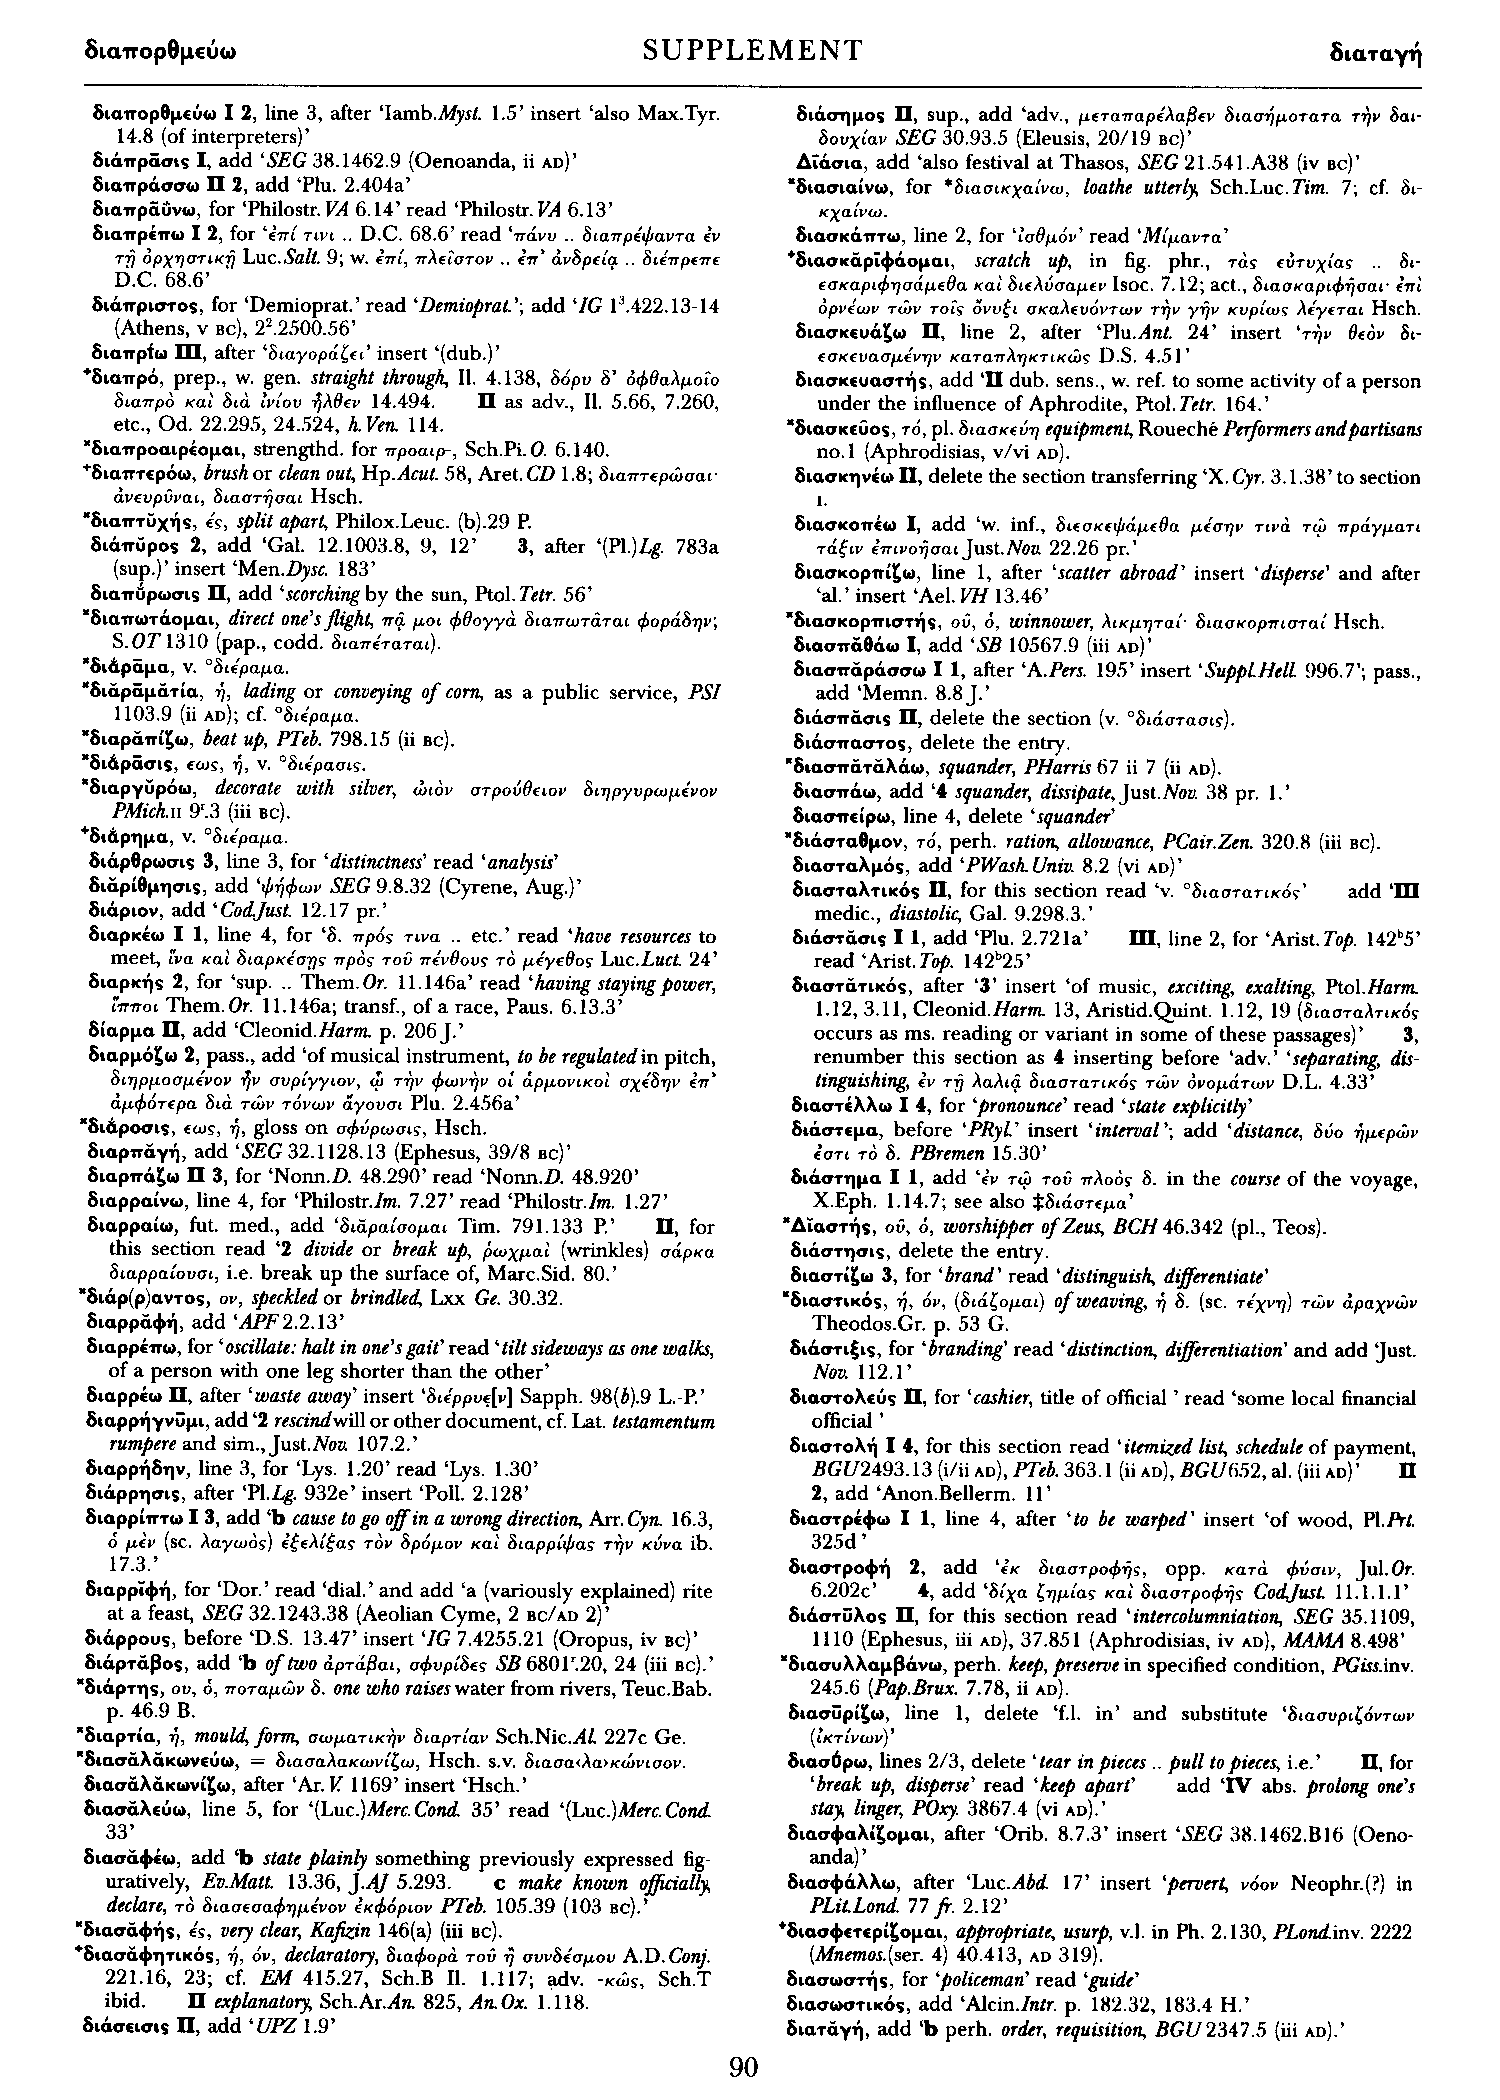 διαπορθμεύω SUPPLEMENT διαταγή
διαπορθμεύω I 2, line 3, after ‘Iamb.Myst. 1.5’ insert ‘also Max.Tyr.
14.8 (of interpreters)’
διάπρᾱσις I, add ‘SEG 38.1462.9 (Oenoanda, ii AD)’
διαπράσσω II 2, add ‘Plu. 2.404a’
διαπρᾱΰνω, for ‘Philostr.VA 6.14’ read ‘Philostr.VA 6.13’
διαπρέπω I 2, for ‘ἐπί τινι .. D.C. 68.6’ read ‘πάνυ .. διαπρέψαντα ἐν
τῇ ὀρχηστικῇ Luc.Salt. 9; w. ἐπί, πλεῖστον .. ἐπ’ ἀνδρείᾳ .. διέπρεπε
D.C. 68.6’
διάπριστος, for ‘Demioprat.’ read ‘Demioprat.’; add ‘IG 1³.422.13-14
(Athens, v BC), 2².2500.56’
διαπρίω III, after ‘διαγοράζει’ insert ‘(dub.)’
⁺διαπρό, prep., w. gen. straight through, Il. 4.138, δόρυ δ’ ὀφθαλμοῖο
διαπρὸ καὶ διὰ ἰνίου ἦλθεν 14.494. II as adv., Il. 5.66, 7.260,
etc., Od. 22.295, 24.524, h.Ven. 114.
*διαπροαιρέομαι, strengthd. for προαιρ-, Sch.Pi.O. 6.140.
⁺διαπτερόω, brush or clean out, Hp.Acut. 58, Aret.CD 1.8; διαπτερῶσαι·
ἀνευρῦναι, διαστῆσαι Hsch.
*διαπτῠχής, ές, split apart, Philox.Leuc. (b).29 P.
διάπῠρος 2, add ‘Gal. 12.1003.8, 9, 12’ 3, after ‘(Pl.)Lg. 783a
(sup.)’ insert ‘Men.Dysc. 183’
διαπύρωσις II, add ‘scorching by the sun, Ptol.Tetr. 56’
*διαπωτάομαι, direct one’s flight, πᾷ μοι φθογγὰ διαπωτᾶται φοράδην;
S.OT 1310 (pap., codd. διαπέταται).
*διάρᾱμα, v. °διέραμα.
*διᾱρᾱμᾰτία, ἡ, lading or conveying of corn, as a public service, PSI
1103.9 (ii AD); cf. °διέραμα.
*διαρᾰπίζω, beat up, PTeb. 798.15 (ii BC).
*διάρᾱσις, εως, ἡ, v. °διέρασις.
*διαργῠρόω, decorate with silver, ὠιὸν στρούθειον διηργυρωμένον
PMich.II 9ʳ.3 (iii BC).
⁺διάρημα, v. °διέραμα.
διάρθρωσις 3, line 3, for ‘distinctness’ read ‘analysis’
διᾰρίθμησις, add ‘ψήφων SEG 9.8.32 (Cyrene, Aug.)’
διάριον, add ‘Cod.Just. 12.17 pr.’
διαρκέω I 1, line 4, for ‘δ. πρός τινα .. etc.’ read ‘have resources to
meet, ἵνα καὶ διαρκέσῃς πρὸς τοῦ πένθους τὸ μέγεθος Luc.Luct. 24’
διαρκής 2, for ‘sup. .. Them.Or. 11.146a’ read ‘having staying power,
ἵπποι Them.Or. 11.146a; transf., of a race, Paus. 6.13.3’
δίαρμα II, add ‘Cleonid.Harm. p. 206 J.’
διαρμόζω 2, pass., add ‘of musical instrument, to be regulated in pitch,
διηρμοσμένον ἦν συρίγγιον, ᾧ τὴν φωνὴν οἱ ἁρμονικοὶ σχέδην ἐπ’
ἀμφότερα διὰ τῶν τόνων ἄγουσι Plu. 2.456a’
*διάροσις, εως, ἡ, gloss on σφύρωσις, Hsch.
διαρπᾰγή, add ‘SEG 32.1128.13 (Ephesus, 39/8 BC)’
διαρπάζω II 3, for ‘Nonn.D. 48.290’ read ‘Nonn.D. 48.920’
διαρραίνω, line 4, for ‘Philostr.Im. 7.27’ read ‘Philostr.Im. 1.27’
διαρραίω, fut. med., add ‘διᾰραίσομαι Tim. 791.133 P.’ II, for
this section read ‘2 divide or break up, ῥωχμαὶ (wrinkles) σάρκα
διαρραίουσι, i.e. break up the surface of, Marc.Sid. 80.’
*διάρ(ρ)αντος, ον, speckled or brindled, LXX Ge. 30.32.
διαρρᾰφή, add ‘APF 2.2.13’
διαρρέπω, for ‘oscillate: halt in one’s gait’ read ‘tilt sideways as one walks,
of a person with one leg shorter than the other’
διαρρέω II, after ‘waste away’ insert ‘διέρρυε̣[ν] Sapph. 98(b).9 L.-P.’
διαρρήγνῡμι, add ‘2 rescind will or other document, cf. Lat. testamentum
rumpere and sim., Just.Nov. 107.2.’
διαρρήδην, line 3, for ‘Lys. 1.20’ read ‘Lys. 1.30’
διάρρησις, after ‘Pl.Lg. 932e’ insert ‘Poll. 2.128’
διαρρίπτω I 3, add ‘b cause to go off in a wrong direction, Arr.Cyn. 16.3,
ὁ μὲν (sc. λαγωὸς) ἐξελίξας τὸν δρόμον καὶ διαρρίψας τὴν κύνα ib.
17.3.’
διαρρῐφή, for ‘Dor.’ read ‘dial.’ and add ‘a (variously explained) rite
at a feast, SEG 32.1243.38 (Aeolian Cyme, 2 BC/AD 2)’
διάρρους, before ‘D.S. 13.47’ insert ‘IG 7.4255.21 (Oropus, iv BC)’
διάρτᾰβος, add ‘b of two ἀρτάβαι, σφυρίδες SB 6801ʳ.20, 24 (iii BC).’
*διάρτης, ου, ὁ, ποταμῶν δ. one who raises water from rivers, Teuc.Bab.
p. 46.9 B.
*διαρτία, ἡ, mould, form, σωματικὴν διαρτίαν Sch.Nic.Al. 227c Ge.
*διασᾰλᾰκωνεύω, = διασαλακωνίζω, Hsch. s.v. διασα‹λα›κώνισον.
διασᾰλᾰκωνίζω, after ‘Ar.V. 1169’ insert ‘Hsch.’
διασᾰλεύω, line 5, for ‘(Luc.)Merc.Cond. 35’ read ‘(Luc.)Merc.Cond.
33’
διασᾰφέω, add ‘b state plainly something previously expressed fig-
uratively, Ev.Matt. 13.36, J.AJ 5.293. c make known officially,
declare, τὸ διασεσαφημένον ἐκφόριον PTeb. 105.39 (103 BC).’
*διασᾰφής, ές, very clear, Kafizin 146(a) (iii BC).
⁺διασᾰφητικός, ή, όν, declaratory, διαφορὰ τοῦ ἢ συνδέσμου A.D.Conj.
221.16, 23; cf. EM 415.27, Sch.B Il. 1.117; adv. -κῶς, Sch.T
ibid. II explanatory, Sch.Ar.An. 825, An.Ox. 1.118.
διάσεισις II, add ‘UPZ 1.9’
διάσημος II, sup., add ‘adv., μεταπαρέλαβεν διασήμοτατα τὴν δαι-
δουχίαν SEG 30.93.5 (Eleusis, 20/19 BC)’
Δῑάσια, add ‘also festival at Thasos, SEG 21.541.A38 (iv BC)’
*διασιαίνω, for *διασικχαίνω, loathe utterly, Sch.Luc.Tim. 7; cf. δι-
κχαίνω.
διασκάπτω, line 2, for ‘ἰσθμόν’ read ‘Μίμαντα’
⁺διασκᾰρῑφάομαι, scratch up, in fig. phr., τὰς εὐτυχίας .. δι-
εσκαριφησάμεθα καὶ διελύσαμεν Isoc. 7.12; act., διασκαριφῆσαι· ἐπὶ
ὀρνέων τῶν τοῖς ὄνυξι σκαλευόντων τὴν γῆν κυρίως λέγεται Hsch.
διασκευάζω II, line 2, after ‘Plu.Ant. 24’ insert ‘τὴν θεὸν δι-
εσκευασμένην καταπληκτικῶς D.S. 4.51’
διασκευαστής, add ‘II dub. sens., w. ref. to some activity of a person
under the influence of Aphrodite, Ptol.Tetr. 164.’
*διασκεῦος, τό, pl. διασκεύη equipment, Roueché Performers and partisans
no.1 (Aphrodisias, v/vi AD).
διασκηνέω II, delete the section transferring ‘X.Cyr. 3.1.38’ to section
I.
διασκοπέω I, add ‘w. inf., διεσκεψάμεθα μέσην τινὰ τῷ πράγματι
τάξιν ἐπινοῆσαι Just.Nov. 22.26 pr.’
διασκορπίζω, line 1, after ‘scatter abroad’ insert ‘disperse’ and after
‘al.’ insert ‘Ael.VH 13.46’
*διασκορπιστής, οῦ, ὁ, winnower, λικμηταί· διασκορπισταί Hsch.
διασπᾰθάω I, add ‘SB 10567.9 (iii AD)’
διασπᾰράσσω I 1, after ‘A.Pers. 195’ insert ‘Suppl.Hell. 996.7’; pass.,
add ‘Memn. 8.8 J.’
διάσπᾰσις II, delete the section (v. °διάστασις).
διάσπαστος, delete the entry.
*διασπᾰτᾰλάω, squander, PHarris 67 ii 7 (ii AD).
διασπάω, add ‘4 squander, dissipate, Just.Nov. 38 pr. 1.’
διασπείρω, line 4, delete ‘squander’
*διάσταθμον, τό, perh. ration, allowance, PCair.Zen. 320.8 (iii BC).
διασταλμός, add ‘PWash.Univ. 8.2 (vi AD)’
διασταλτικός II, for this section read ‘v. °διαστατικός’ add ‘III
medic., diastolic, Gal. 9.298.3.’
διάστᾰσις I 1, add ‘Plu. 2.721a’ III, line 2, for ‘Arist.Top. 142ᵇ5’
read ‘Arist.Top. 142ᵇ25’
διαστᾰτικός, after ‘3’ insert ‘of music, exciting, exalting, Ptol.Harm.
1.12, 3.11, Cleonid.Harm. 13, Aristid.Quint. 1.12, 19 (διασταλτικός
occurs as ms. reading or variant in some of these passages)’ 3,
renumber this section as 4 inserting before ‘adv.’ ‘separating, dis-
tinguishing, ἐν τῇ λαλιᾷ διαστατικός τῶν ὀνομάτων D.L. 4.33’
διαστέλλω I 4, for ‘pronounce’ read ‘state explicitly’
διάστεμα, before ‘PRyl.’ insert ‘interval’; add ‘distance, δύο ἡμερῶν
ἐστι τὸ δ. PBremen 15.30’
διάστημα I 1, add ‘ἐν τῷ τοῦ πλοὸς δ. in the course of the voyage,
X.Eph. 1.14.7; see also ‡διάστεμα’
*Δῑαστής, οῦ, ὁ, worshipper of Zeus, BCH 46.342 (pl., Teos).
διάστησις, delete the entry.
διαστίζω 3, for ‘brand’ read ‘distinguish, differentiate’
*διαστικός, ή, όν, (διάζομαι) of weaving, ἡ δ. (sc. τέχνη) τῶν ἀραχνῶν
Theodos.Gr. p. 53 G.
διάστιξις, for ‘branding’ read ‘distinction, differentiation’ and add ‘Just.
Nov. 112.1’
διαστολεύς II, for ‘cashier, title of official ’ read ‘some local financial
official ’
διαστολή I 4, for this section read ‘itemized list, schedule of payment,
BGU 2493.13 (i/ii AD), PTeb. 363.1 (ii AD), BGU 652, al. (iii AD)’ II
2, add ‘Anon.Bellerm. 11’
διαστρέφω I 1, line 4, after ‘to be warped’ insert ‘of wood, Pl.Prt.
325d’
διαστροφή 2, add ‘ἐκ διαστροφῆς, opp. κατὰ φύσιν, Jul.Or.
6.202c’ 4, add ‘δίχα ζημίας καὶ διαστροφῆς Cod.Just. 11.1.1.1’
διάστῡλος II, for this section read ‘intercolumniation, SEG 35.1109,
1110 (Ephesus, iii AD), 37.851 (Aphrodisias, iv AD), MAMA 8.498’
*διασυλλαμβάνω, perh. keep, preserve in specified condition, PGiss.inv.
245.6 (Pap.Brux. 7.78, ii AD).
διασῡρίζω, line 1, delete ‘f.l. in’ and substitute ‘διασυριζόντων
(ἰκτίνων)’
διασύρω, lines 2/3, delete ‘tear in pieces .. pull to pieces, i.e.’ II, for
‘break up, disperse’ read ‘keep apart’ add ‘IV abs. prolong one’s
stay, linger, POxy. 3867.4 (vi AD).’
διασφαλίζομαι, after ‘Orib. 8.7.3’ insert ‘SEG 38.1462.B16 (Oeno-
anda)’
διασφάλλω, after ‘Luc.Abd. 17’ insert ‘pervert, νόον Neophr.(?) in
PLit.Lond. 77 fr. 2.12’
⁺διασφετερίζομαι, appropriate, usurp, v.l. in Ph. 2.130, PLond.inv. 2222
(Mnemos.(ser. 4) 40.413, AD 319).
διασωστής, for ‘policeman’ read ‘guide’
διασωστικός, add ‘Alcin.Intr. p. 182.32, 183.4 H.’
διατᾰγή, add ‘b perh. order, requisition, BGU 2347.5 (iii AD).’
90